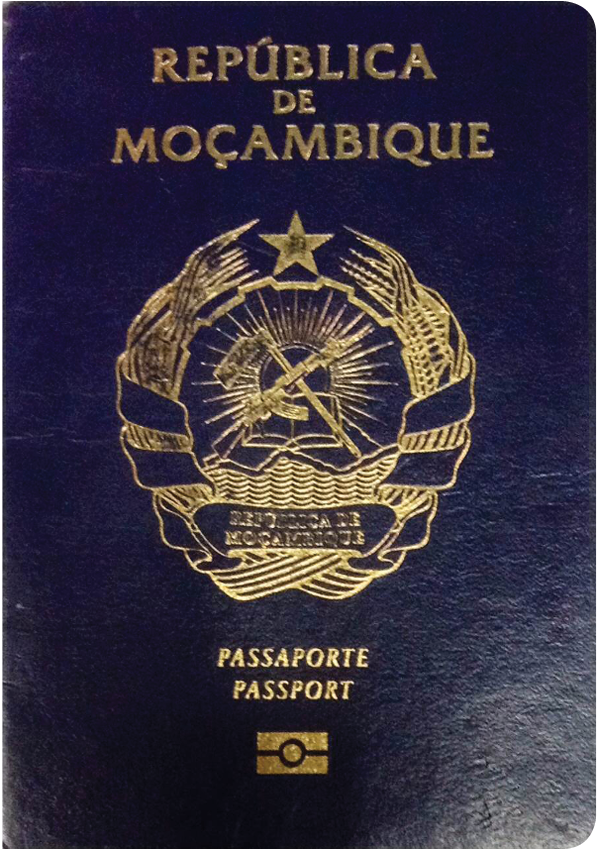 REPÚBLICA
DE
MOÇAMBIQUE
REPÚBLICA DE
MOÇAMBIQUE
PASSAPORTE
PASSPORT